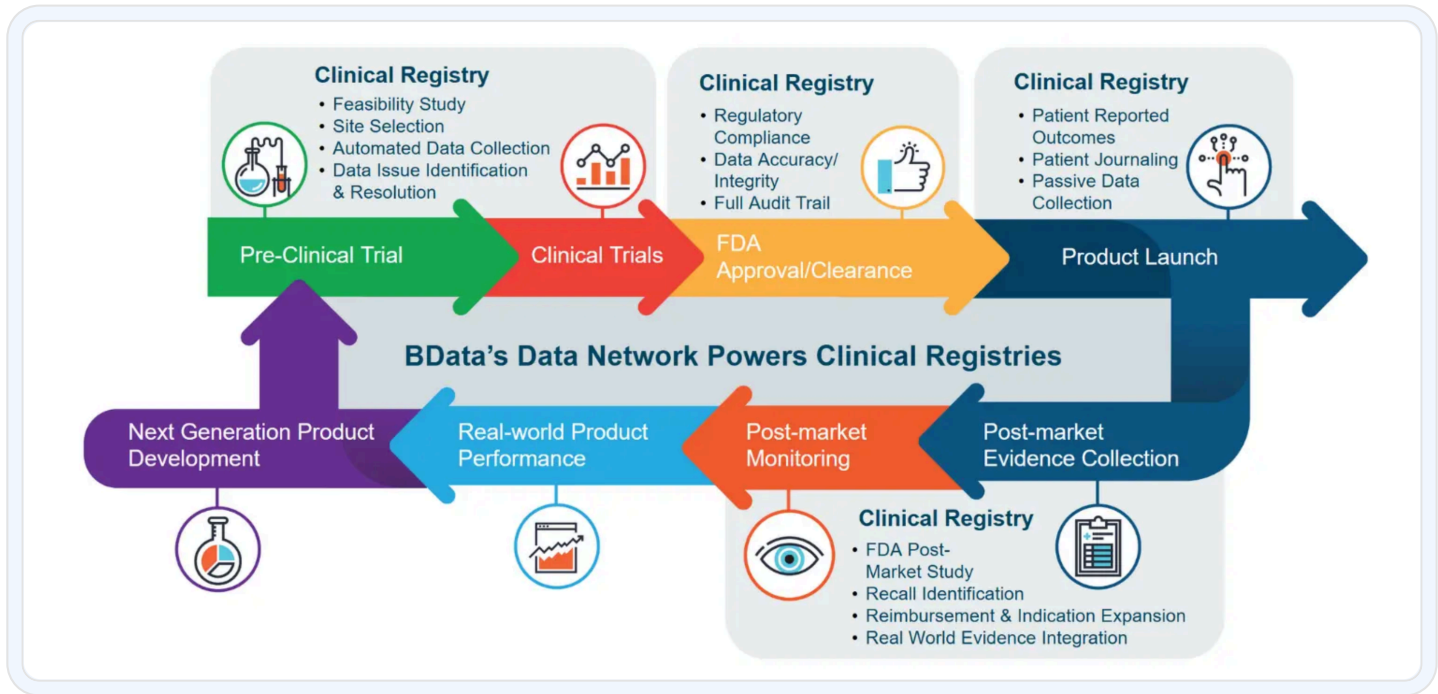 Clinical Registry
• Feasibility Study
• Site Selection
• Automated Data Collection
• Data Issue Identification
& Resolution
Clinical Registry
• Regulatory
Compliance
• Data Accuracy/
Integrity
• Full Audit Trail
Clinical Registry
• Patient Reported
Outcomes
• Patient Journaling
• Passive Data
Collection
Pre-Clinical Trial
Clinical Trials
FDA
Approval/Clearance
Product Launch
BData’s Data Network Powers Clinical Registries
Next Generation Product
Development
Real-world Product
Performance
Post-market
Monitoring
Post-market
Evidence Collection
Clinical Registry
• FDA Post-
Market Study
• Recall Identification
• Reimbursement & Indication Expansion
• Real World Evidence Integration